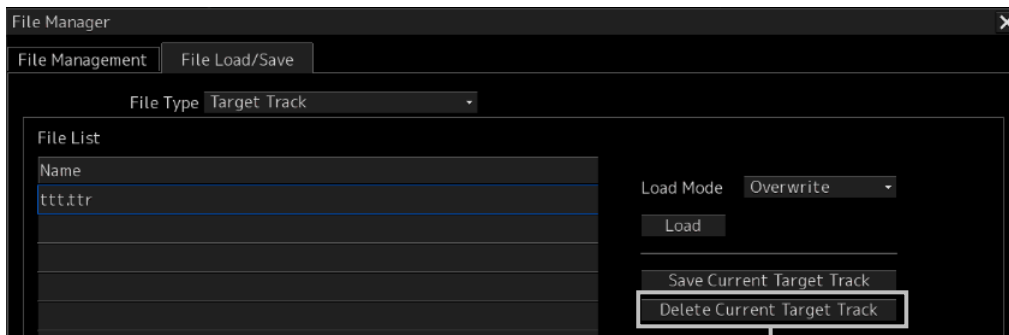 File Manager
File Management
File Load/Save
File Type Target Track
File List
Name
ttt.ttr
Load Mode Overwrite
Load
Save Current Target Track
Delete Current Target Track